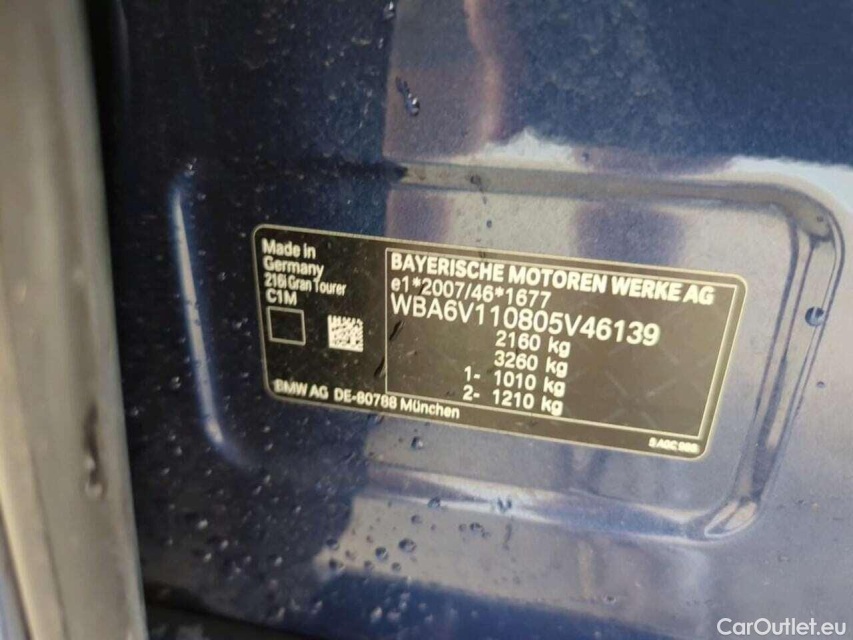 Made in
Germany
216i Gran Tourer
C1M
BAYERISCHE MOTOREN WERKE AG
e1*2007/46*1677
WBA6V110805V46139
2160 kg
3260 kg
1- 1010 kg
2- 1210 kg
BMW AG DE-80788 München
CarOutlet.eu